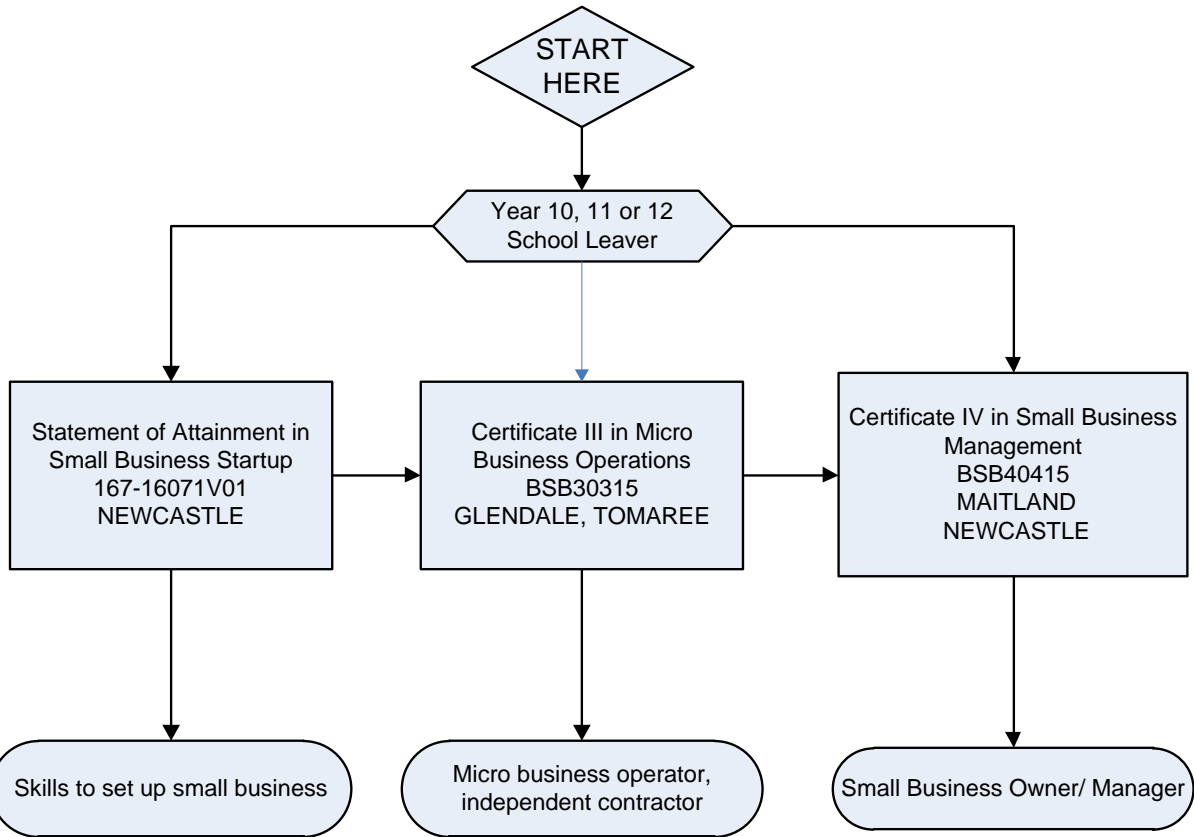 START
HERE
Year 10, 11 or 12
School Leaver
Statement of Attainment in
Small Business Startup
167-16071V01
NEWCASTLE
Certificate III in Micro
Business Operations
BSB30315
GLENDALE, TOMAREE
Certificate IV in Small Business
Management
BSB40415
MAITLAND
NEWCASTLE
Skills to set up small business
Micro business operator,
independent contractor
Small Business Owner/ Manager